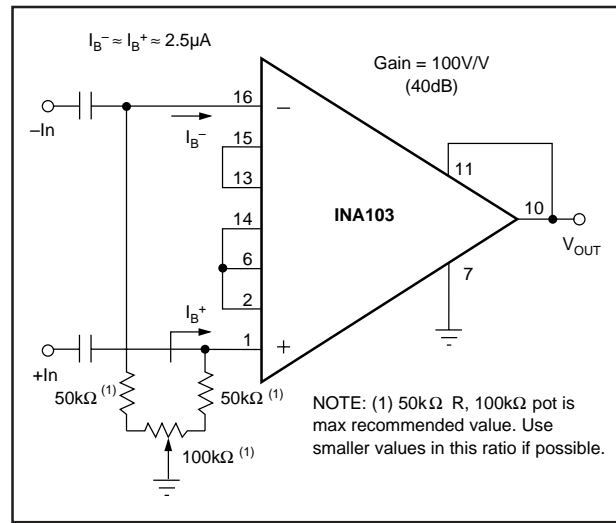 I_B^– ≈ I_B^+ ≈ 2.5µA
Gain = 100V/V
(40dB)
16
–
–In
I_B^–
15
13
11
INA103
14
6
2
10
V_OUT
7
I_B^+
1
+
+In
50kΩ (1)
50kΩ (1)
100kΩ (1)
NOTE: (1) 50kΩ R, 100kΩ pot is
max recommended value. Use
smaller values in this ratio if possible.